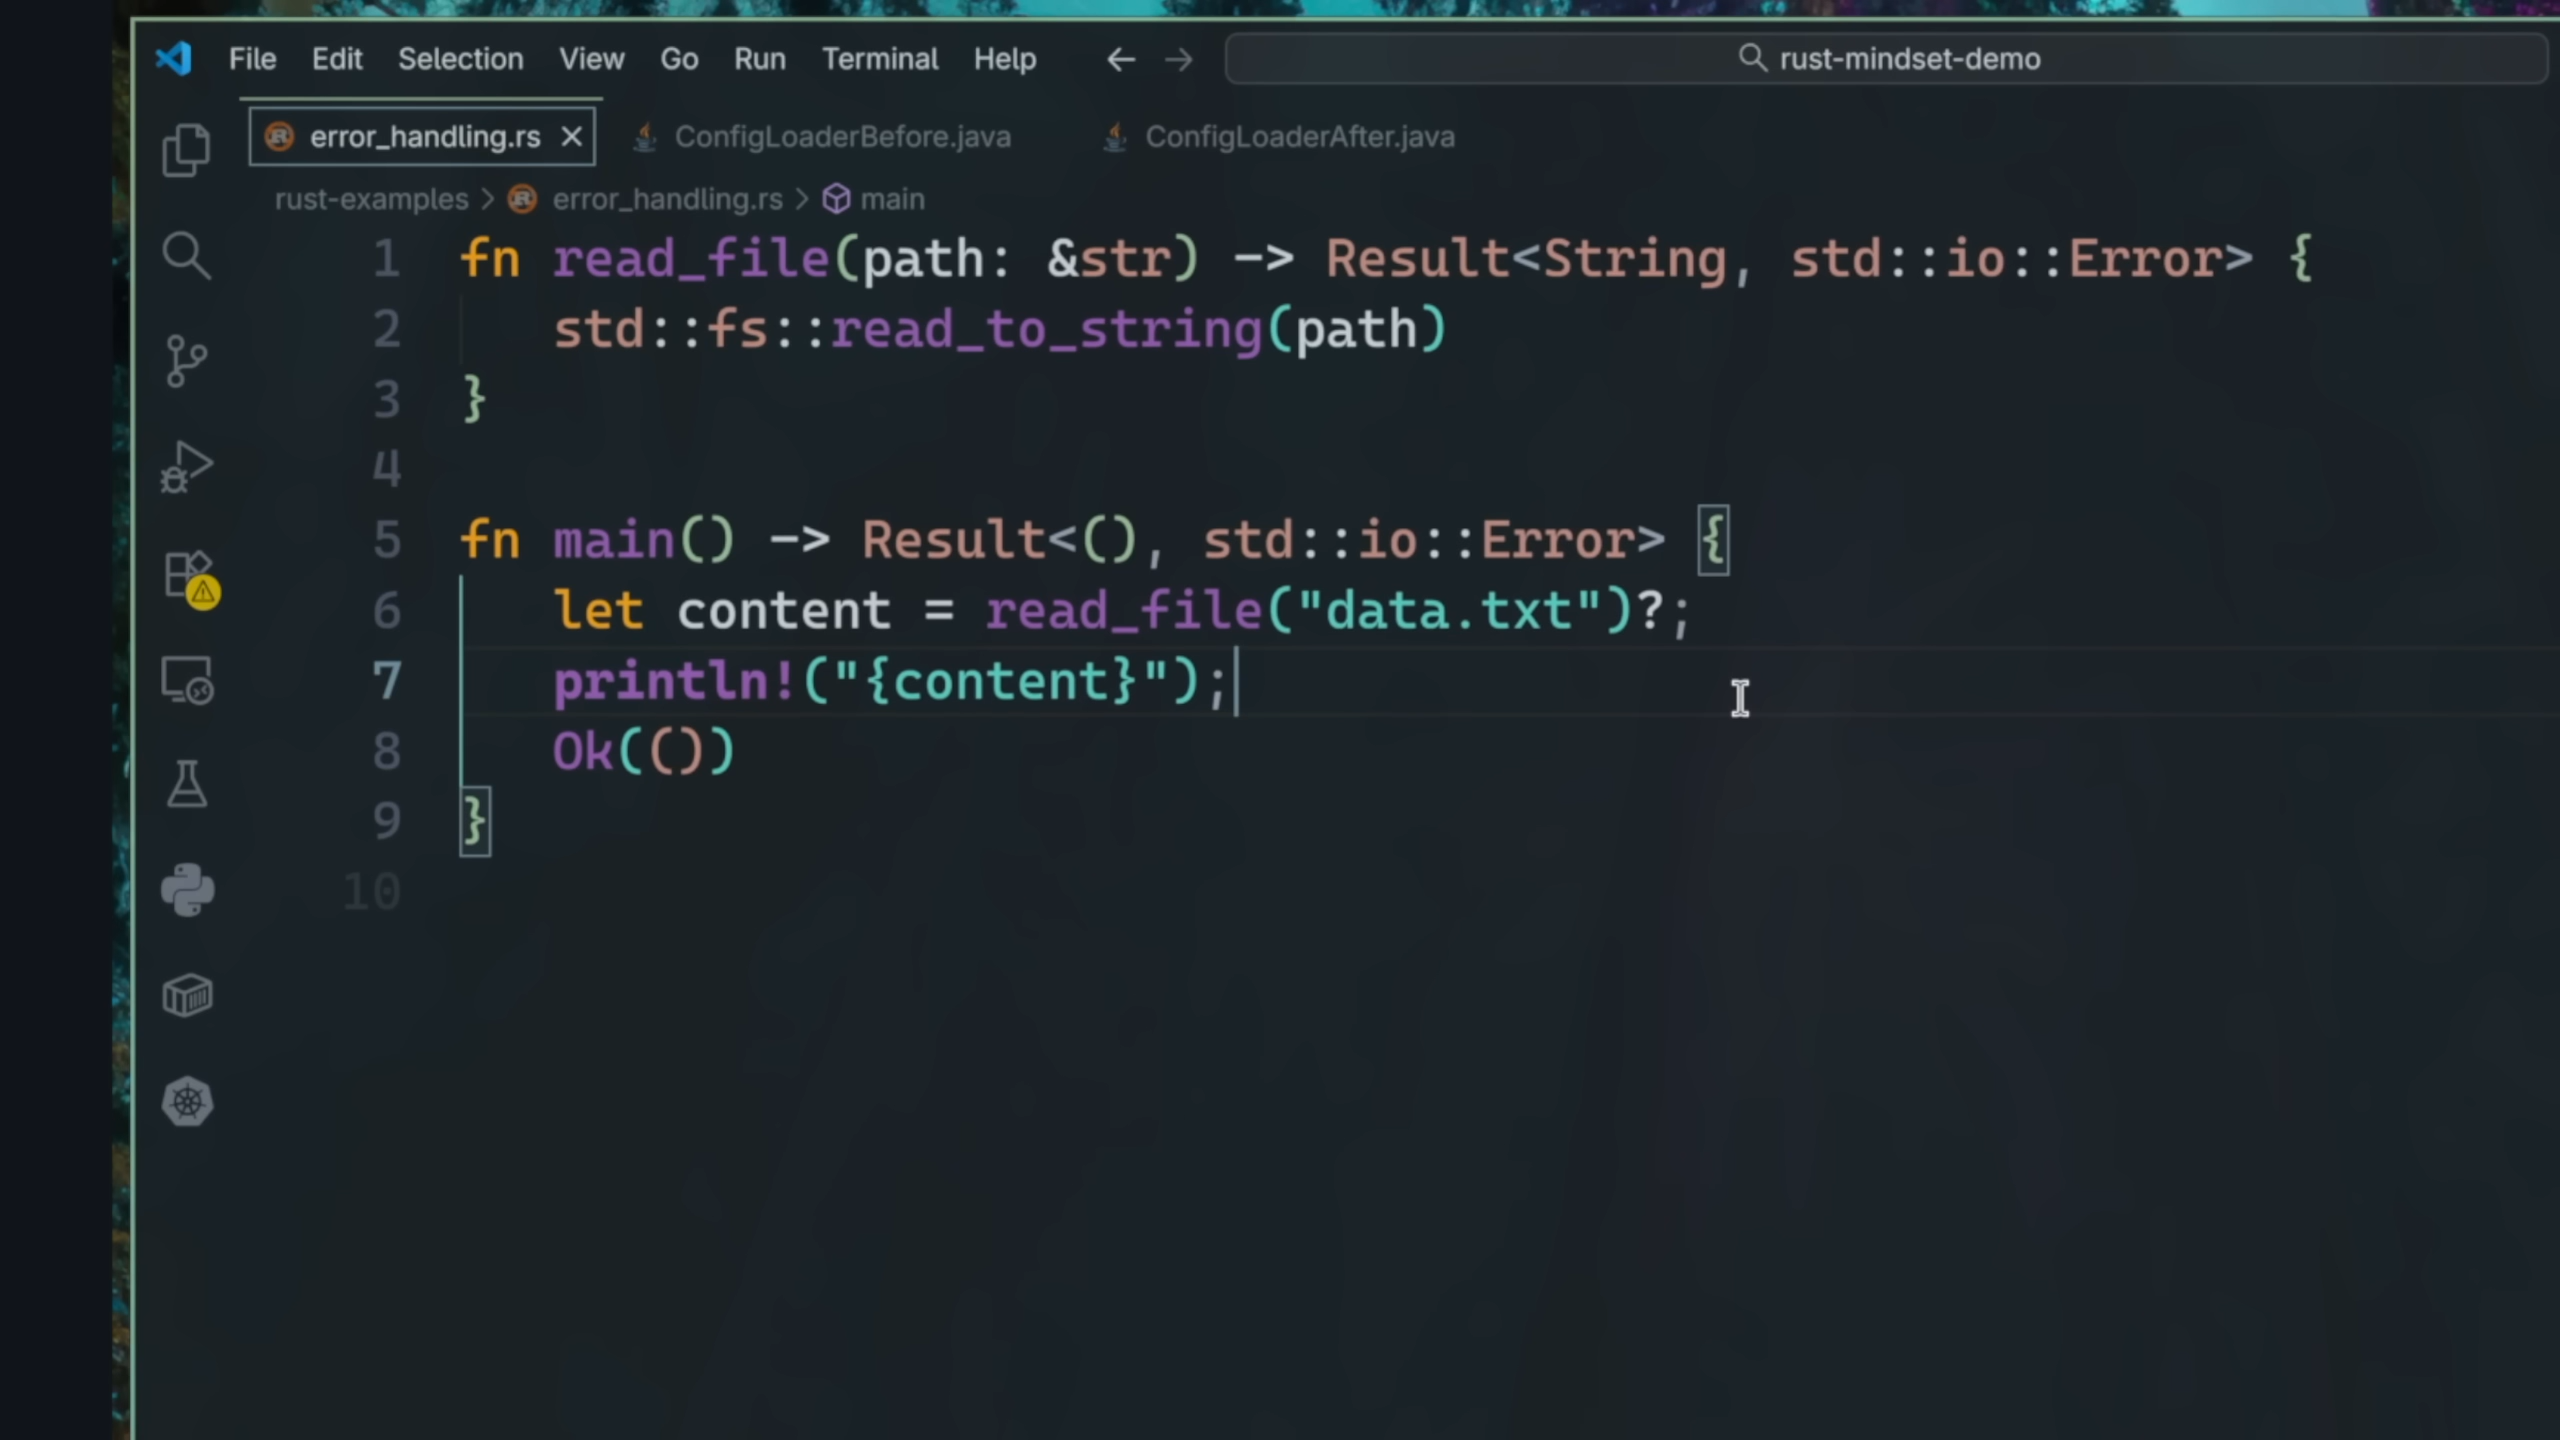 File Edit Selection View Go Run Terminal Help rust-mindset-demo
error_handling.rs ConfigLoaderBefore.java ConfigLoaderAfter.java
rust-examples > error_handling.rs > main
1 fn read_file(path: &str) -> Result<String, std::io::Error> {
2 std::fs::read_to_string(path)
3 }
4
5 fn main() -> Result<(), std::io::Error> {
6 let content = read_file("data.txt")?;
7 println!("{content}");
8 Ok(())
9 }
10